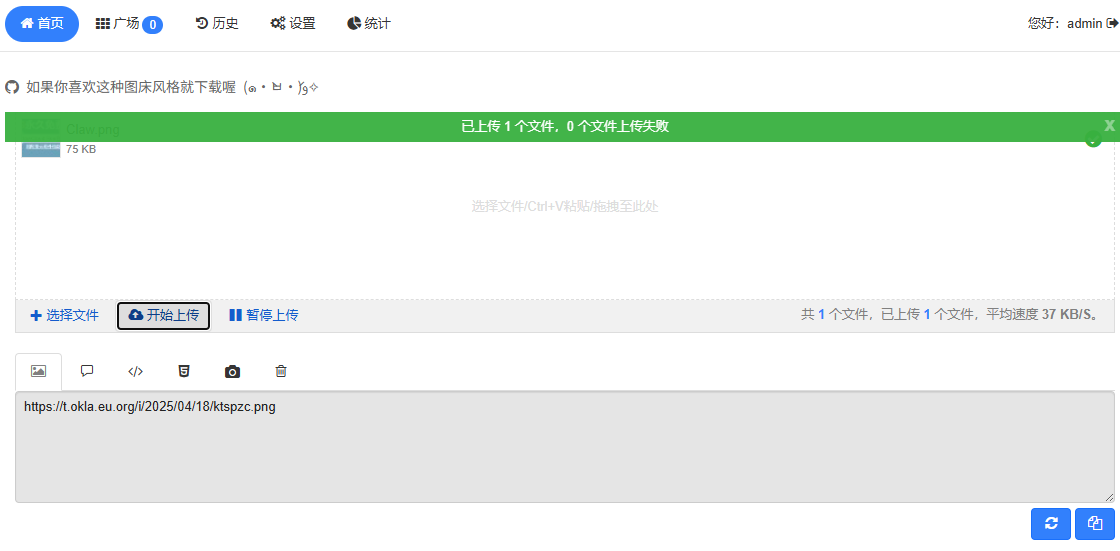 首页 广场 0 历史 设置 统计 您好：admin
如果你喜欢这种图床风格就下载喔
已上传 1 个文件，0 个文件上传失败 X
Claw.png
75 KB
选择文件/Ctrl+V粘贴/拖拽至此处
选择文件 开始上传 暂停上传 共 1 个文件，已上传 1 个文件，平均速度 37 KB/S。
https://t.okla.eu.org/i/2025/04/18/ktspzc.png